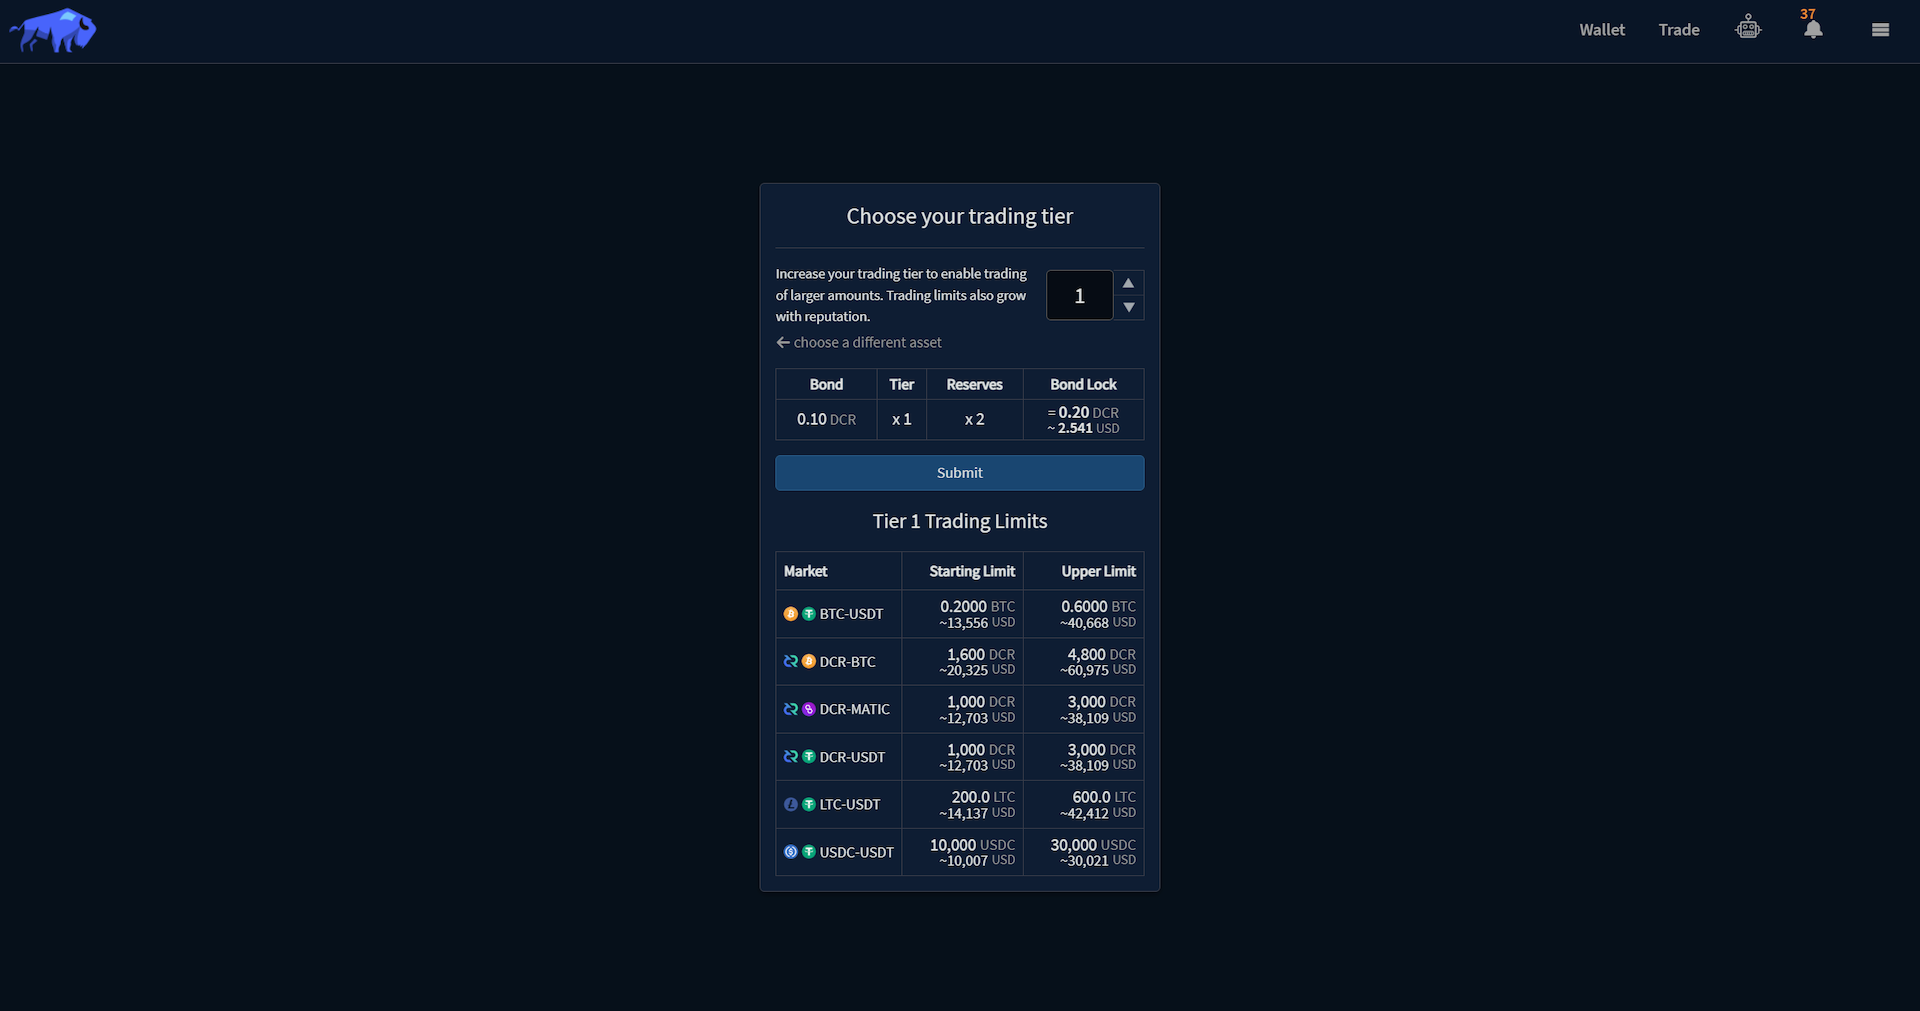 Wallet Trade 37
Choose your trading tier
Increase your trading tier to enable trading
of larger amounts. Trading limits also grow
with reputation.
1
choose a different asset
Bond Tier Reserves Bond Lock
0.10 DCR x 1 x 2 = 0.20 DCR
~ 2.541 USD
Submit
Tier 1 Trading Limits
Market Starting Limit Upper Limit
BTC-USDT 0.2000 BTC 0.6000 BTC
~13,556 USD ~40,668 USD
DCR-BTC 1,600 DCR 4,800 DCR
~20,325 USD ~60,975 USD
DCR-MATIC 1,000 DCR 3,000 DCR
~12,703 USD ~38,109 USD
DCR-USDT 1,000 DCR 3,000 DCR
~12,703 USD ~38,109 USD
LTC-USDT 200.0 LTC 600.0 LTC
~14,137 USD ~42,412 USD
USDC-USDT 10,000 USDC 30,000 USDC
~10,007 USD ~30,021 USD